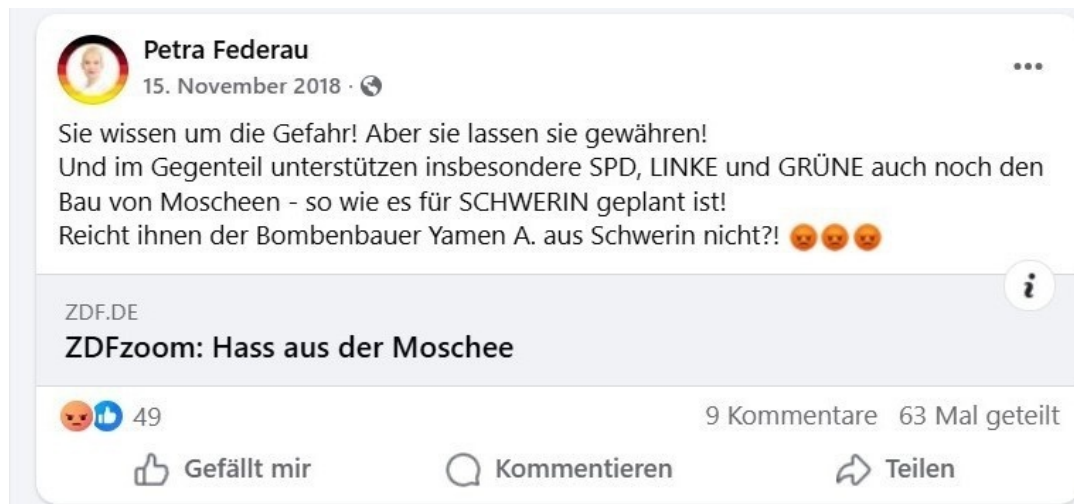 Petra Federau
15. November 2018 ·
Sie wissen um die Gefahr! Aber sie lassen sie gewähren!
Und im Gegenteil unterstützen insbesondere SPD, LINKE und GRÜNE auch noch den
Bau von Moscheen - so wie es für SCHWERIN geplant ist!
Reicht ihnen der Bombenbauer Yamen A. aus Schwerin nicht?! 😡😡😡
ZDF.DE
ZDFzoom: Hass aus der Moschee
49
9 Kommentare 63 Mal geteilt
Gefällt mir Kommentieren Teilen